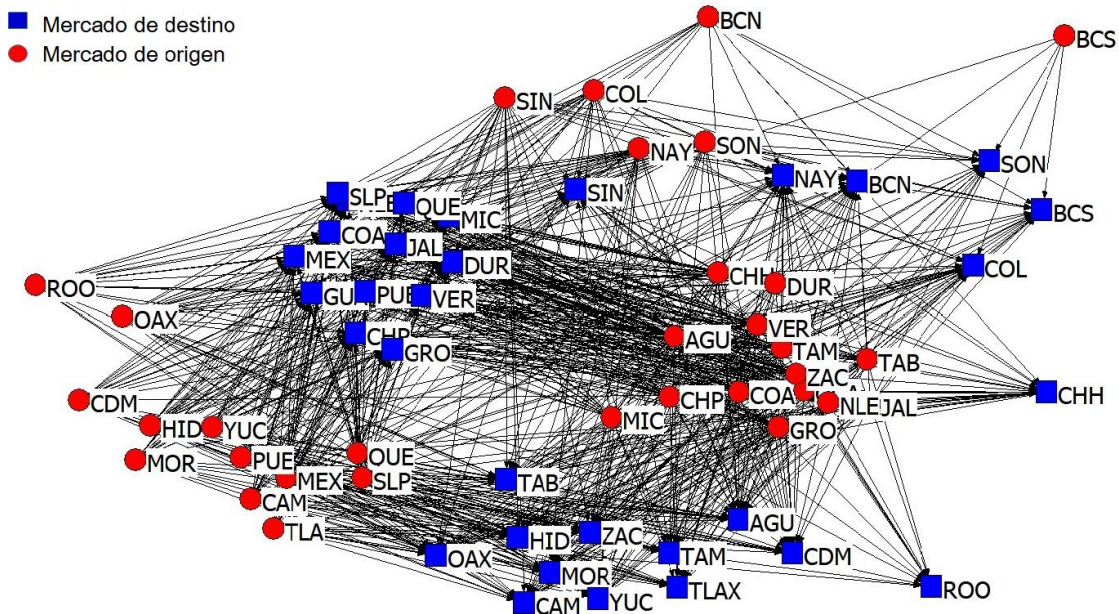 Mercado de destino
Mercado de origen
BCN
BCS
SIN
COL
NAY
SON
SON
SLP
QUE
MIC
SIN
NAY
BCN
BCS
COA
JAL
MEX
DUR
COL
CHH
DUR
ROO
GU
PUE
VER
OAX
VER
AGU
TAM
CHP
GRO
ZAC
TAB
CDM
CHP
COA
NLE
JAL
CHH
HID
YUC
MIC
GRO
MOR
PUE
QUE
MEX
SLP
TAB
CAM
TLA
AGU
HID
ZAC
OAX
TAM
CDM
MOR
TLAX
ROO
CAM
YUC